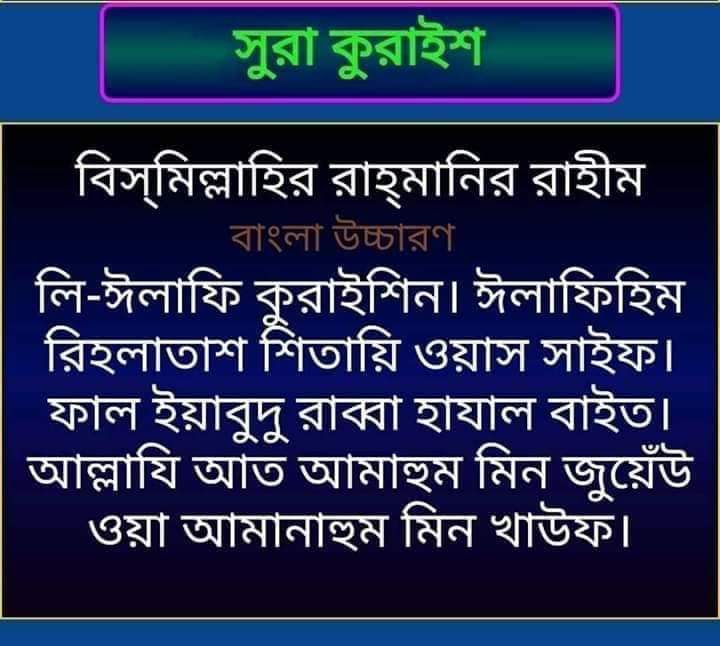 সুরা কুরাইশ
বিস্‌মিল্লাহির রাহ্‌মানির রাহীম
বাংলা উচ্চারণ
লি-ঈলাফি কুরাইশিন। ঈলাফিহিম
রিহলাতাশ শিতায়ি ওয়াস সাইফ।
ফাল ইয়াবুদু রাব্বা হাযাল বাইত।
আল্লাযি আত আমাহুম মিন জুয়েঁউ
ওয়া আমানাহুম মিন খাউফ।